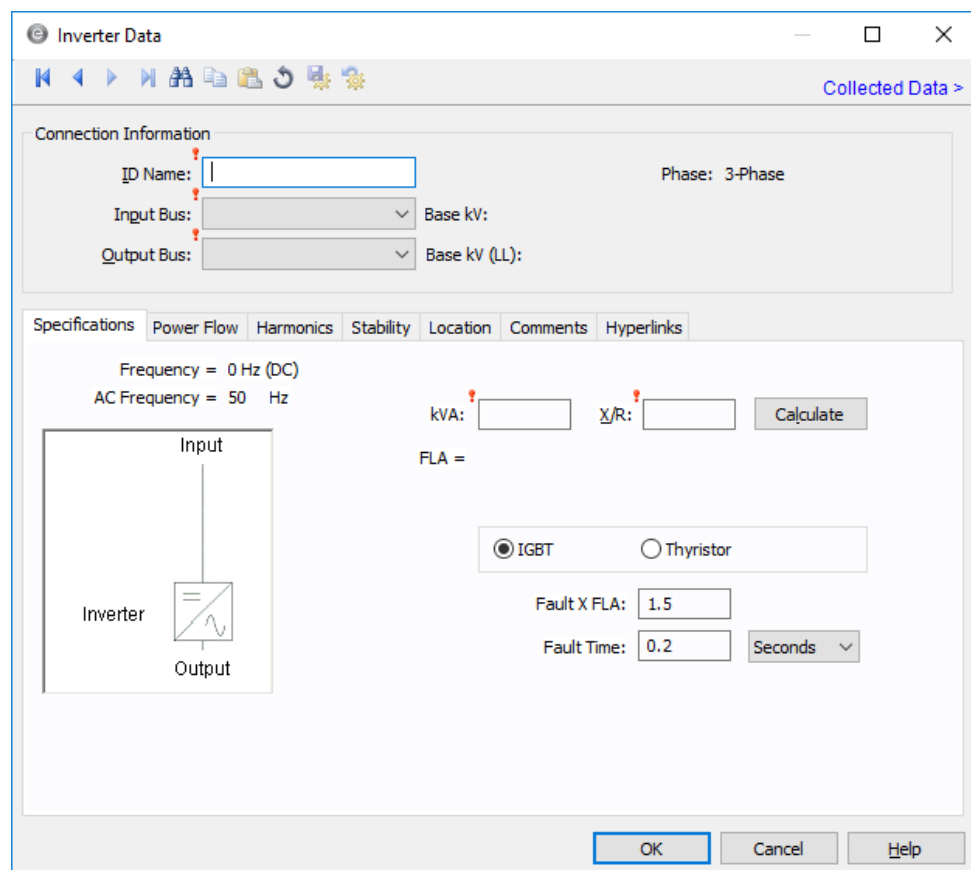 Inverter Data
Collected Data >
Connection Information
ID Name: Phase: 3-Phase
Input Bus: Base kV:
Output Bus: Base kV (LL):
Specifications Power Flow Harmonics Stability Location Comments Hyperlinks
Frequency = 0 Hz (DC)
AC Frequency = 50 Hz
kVA: X/R: Calculate
FLA =
Input
Inverter
Output
IGBT Thyristor
Fault X FLA: 1.5
Fault Time: 0.2 Seconds
OK Cancel Help